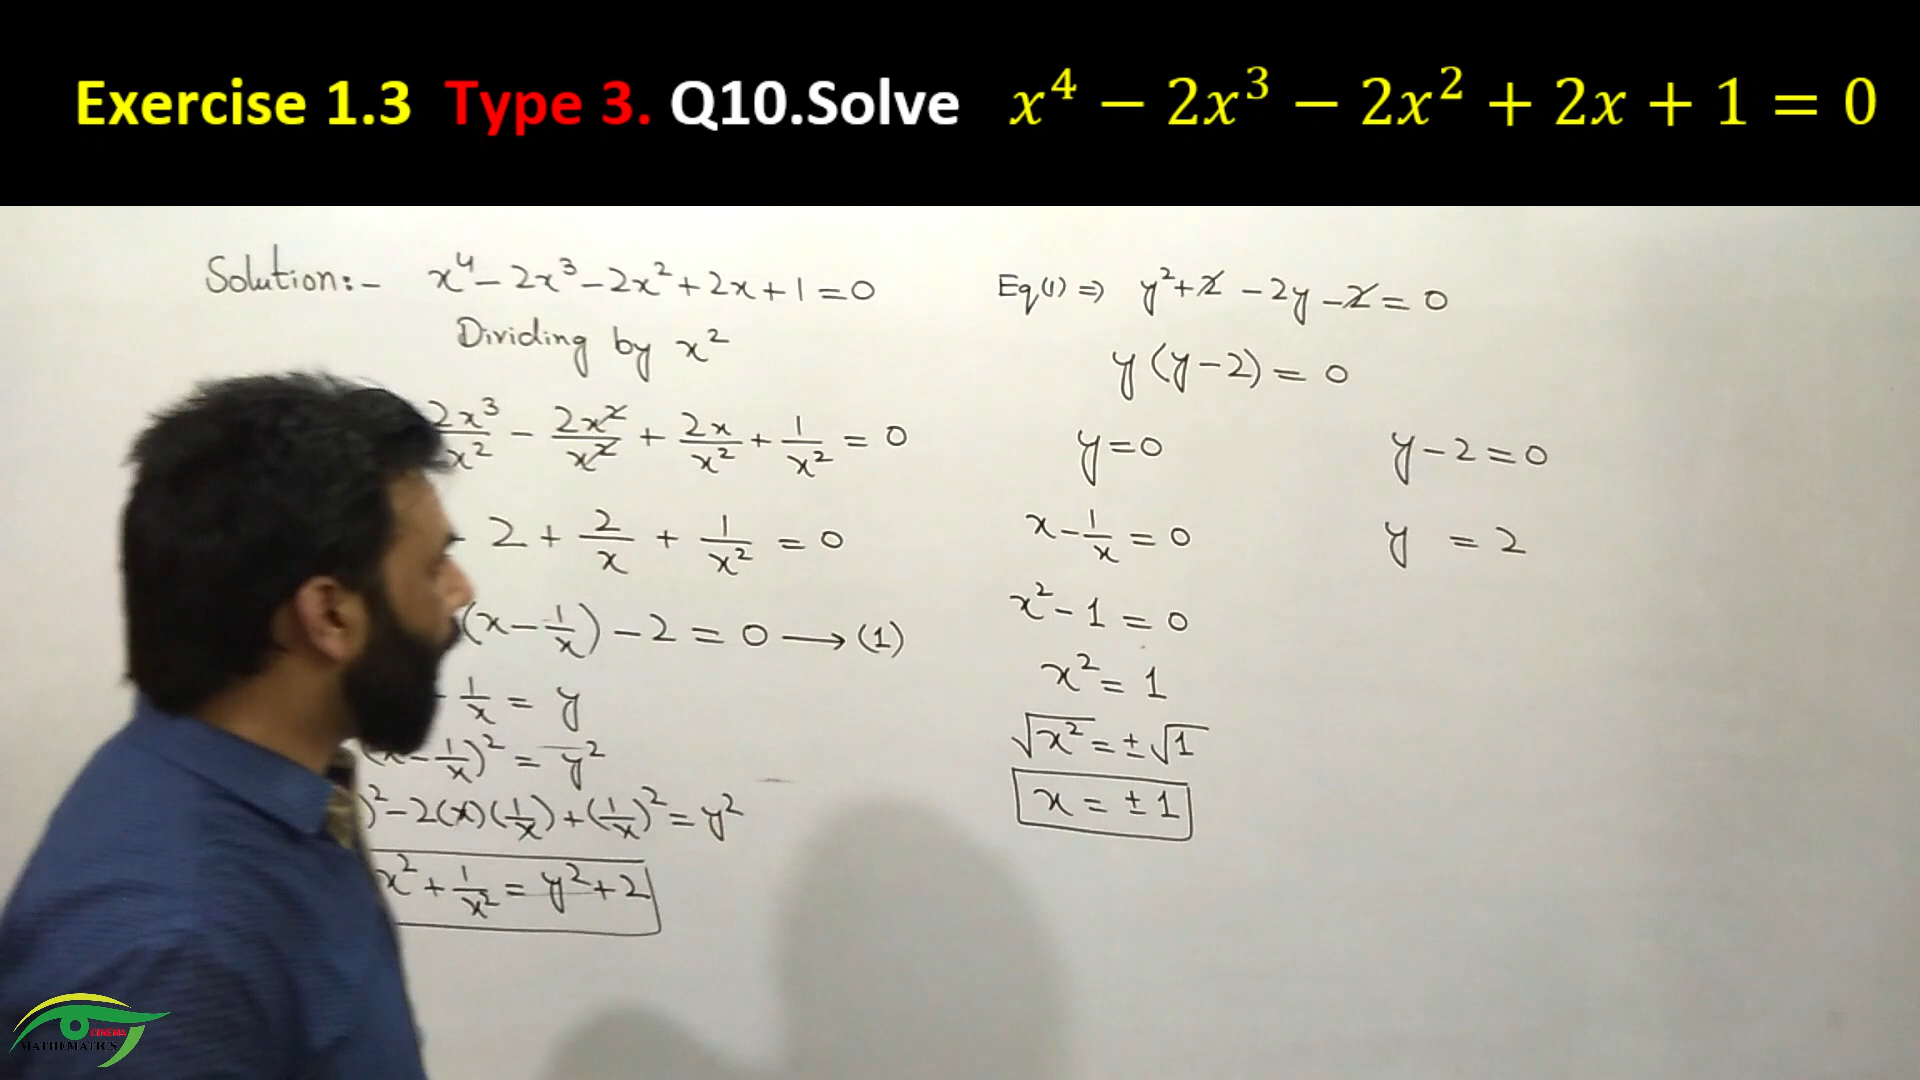 Exercise 1.3 Type 3. Q10.Solve x⁴ − 2x³ − 2x² + 2x + 1 = 0
Solution:- x⁴ − 2x³ − 2x² + 2x + 1 = 0
Dividing by x²
2x³/x² − 2x²/x² + 2x/x² + 1/x² = 0
2 + 2/x + 1/x² = 0
(x − 1/x) − 2 = 0 → (1)
1/x = y
(x − 1/x)² = y²
)² − 2(x)(1/x) + (1/x)² = y²
x² + 1/x² = y² + 2
Eq(1) ⇒ y² + 2 − 2y − 2 = 0
y(y − 2) = 0
y = 0
x − 1/x = 0
x² − 1 = 0
x² = 1
√x² = ±√1
x = ±1
y − 2 = 0
y = 2
CINEMA
MATHEMATICS